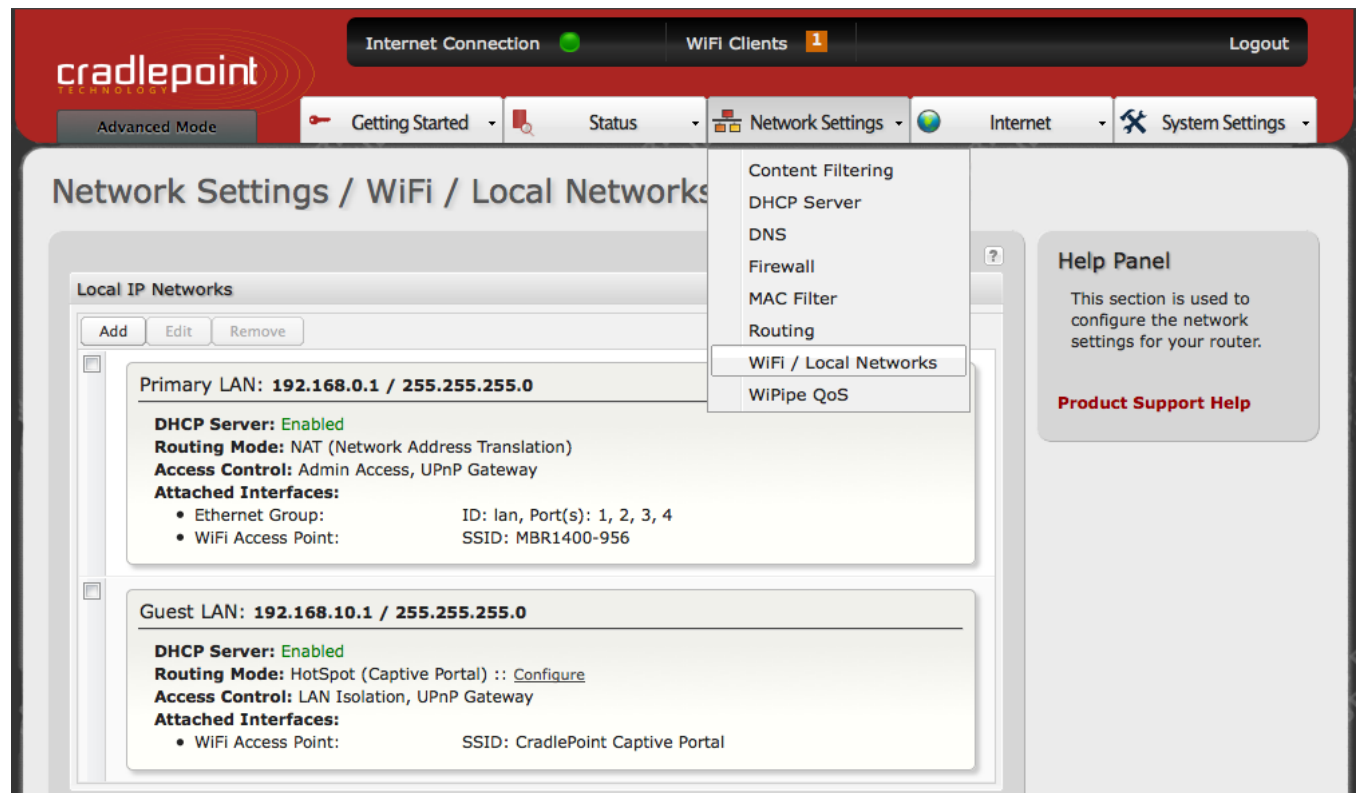 Internet Connection
WiFi Clients 1
Logout
cradlepoint
TECHNOLOGY
Advanced Mode
Getting Started
Status
Network Settings
Internet
System Settings
Content Filtering
DHCP Server
DNS
Firewall
MAC Filter
Routing
WiFi / Local Networks
WiPipe QoS
Network Settings / WiFi / Local Networks
?
Local IP Networks
Add Edit Remove
Primary LAN: 192.168.0.1 / 255.255.255.0
DHCP Server: Enabled
Routing Mode: NAT (Network Address Translation)
Access Control: Admin Access, UPnP Gateway
Attached Interfaces:
• Ethernet Group: ID: lan, Port(s): 1, 2, 3, 4
• WiFi Access Point: SSID: MBR1400-956
Guest LAN: 192.168.10.1 / 255.255.255.0
DHCP Server: Enabled
Routing Mode: HotSpot (Captive Portal) :: Configure
Access Control: LAN Isolation, UPnP Gateway
Attached Interfaces:
• WiFi Access Point: SSID: CradlePoint Captive Portal
Help Panel
This section is used to
configure the network
settings for your router.
Product Support Help